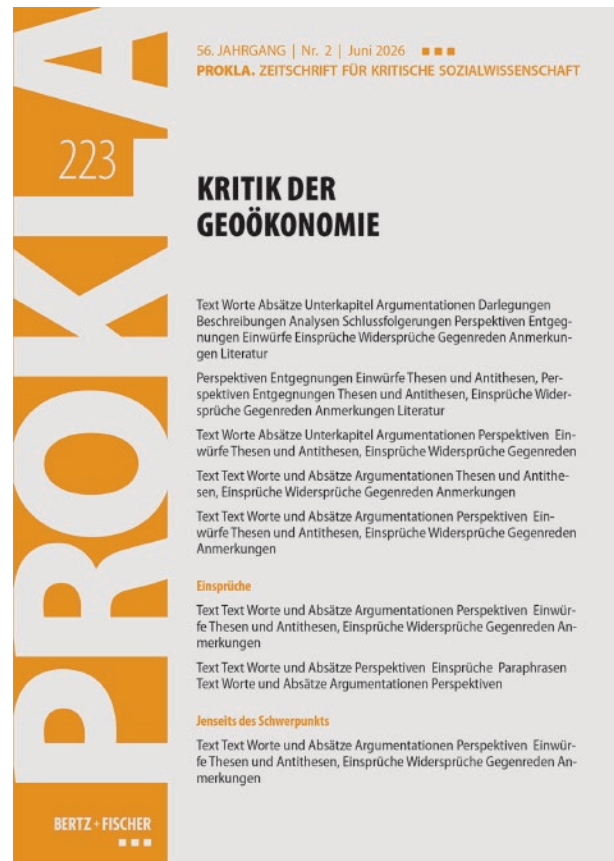 56. JAHRGANG | Nr. 2 | Juni 2026
PROKLA. ZEITSCHRIFT FÜR KRITISCHE SOZIALWISSENSCHAFT
PROKLA
223
KRITIK DER
GEOÖKONOMIE
Text Worte Absätze Unterkapitel Argumentationen Darlegungen
Beschreibungen Analysen Schlussfolgerungen Perspektiven Entgeg-
nungen Einwürfe Einsprüche Widersprüche Gegenreden Anmerkun-
gen Literatur
Perspektiven Entgegnungen Einwürfe Thesen und Antithesen, Per-
spektiven Entgegnungen Thesen und Antithesen, Einsprüche Wider-
sprüche Gegenreden Anmerkungen Literatur
Text Worte Absätze Unterkapitel Argumentationen Perspektiven Ein-
würfe Thesen und Antithesen, Einsprüche Widersprüche Gegenreden
Text Text Worte und Absätze Argumentationen Thesen und Antithe-
sen, Einsprüche Widersprüche Gegenreden Anmerkungen
Text Text Worte und Absätze Argumentationen Perspektiven Ein-
würfe Thesen und Antithesen, Einsprüche Widersprüche Gegenreden
Anmerkungen
Einsprüche
Text Text Worte und Absätze Argumentationen Perspektiven Einwür-
fe Thesen und Antithesen, Einsprüche Widersprüche Gegenreden An-
merkungen
Text Text Worte und Absätze Perspektiven Einsprüche Paraphrasen
Text Worte und Absätze Argumentationen Perspektiven
Jenseits des Schwerpunkts
Text Text Worte und Absätze Argumentationen Perspektiven Einwür-
fe Thesen und Antithesen, Einsprüche Widersprüche Gegenreden An-
merkungen
BERTZ + FISCHER